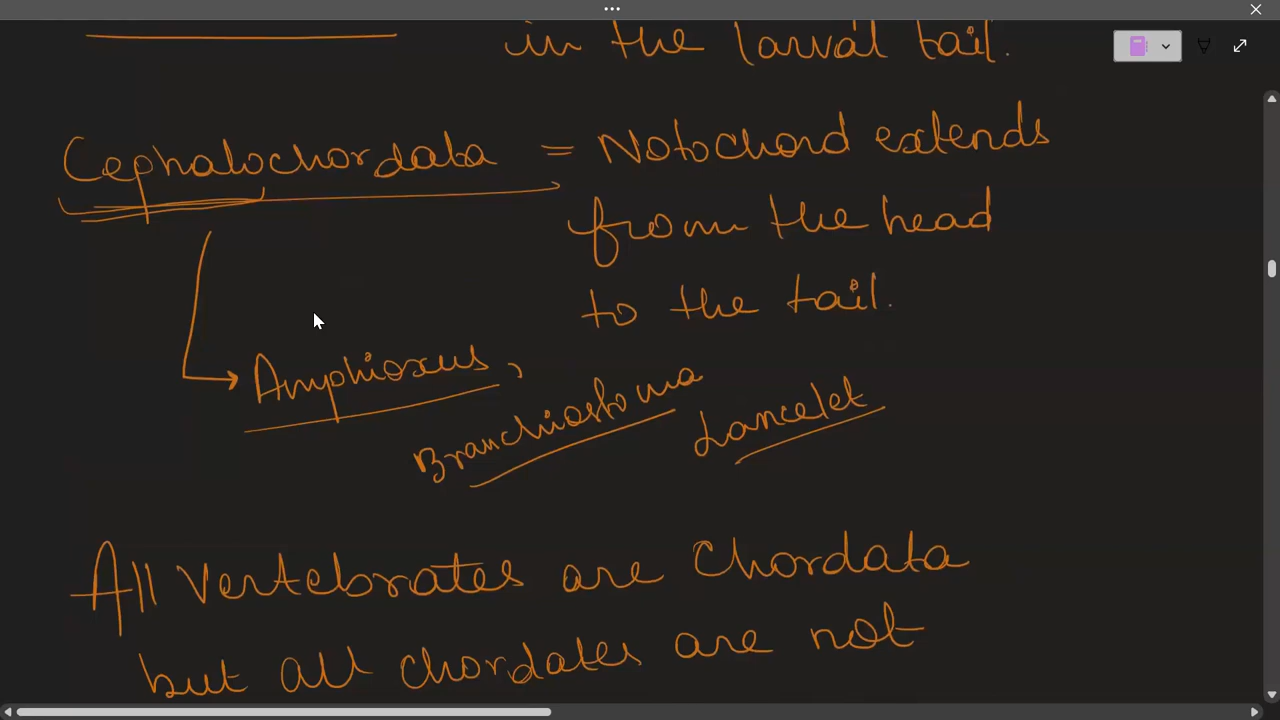 in the larval tail.
Cephalochordata = Notochord extends
from the head
to the tail.
Amphioxus,
Branchiostoma
Lancelet
All vertebrates are Chordata
but all chordates are not